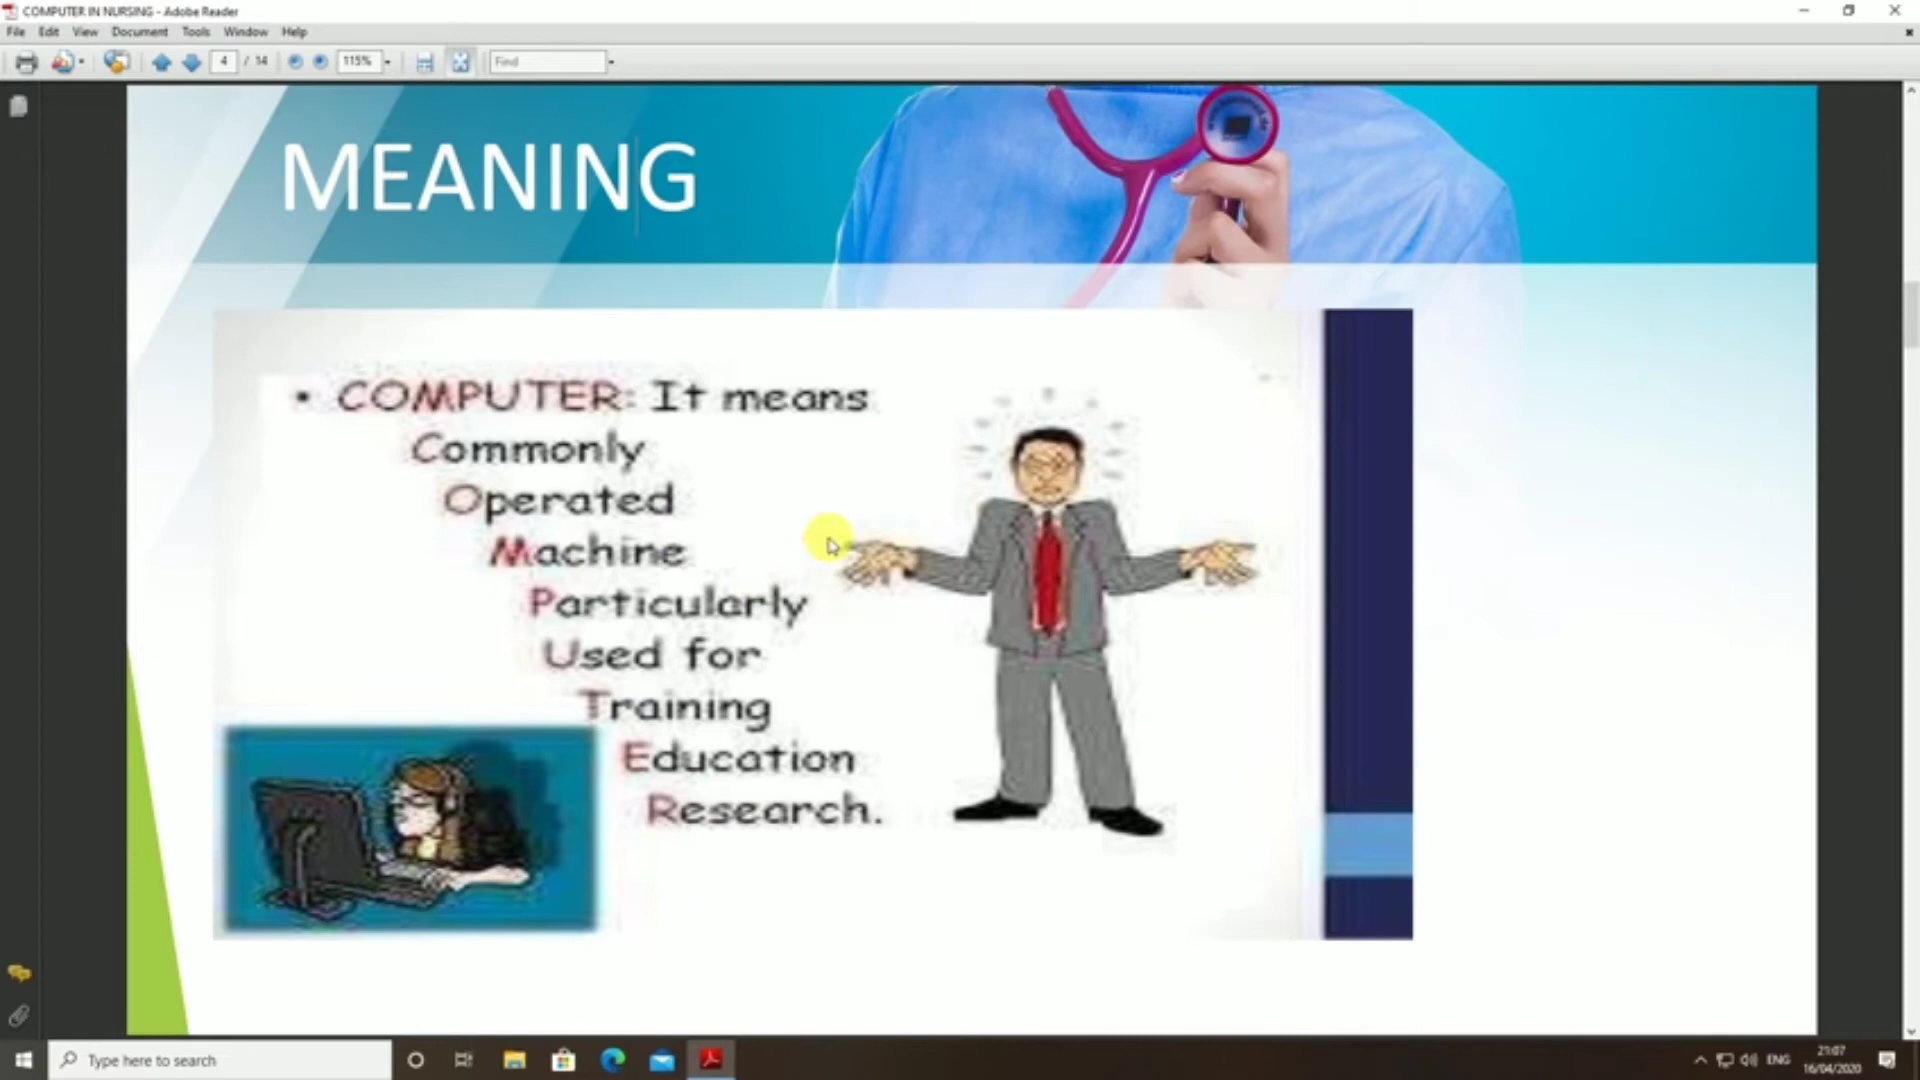 COMPUTER IN NURSING - Adobe Reader
File Edit View Document Tools Window Help
4 / 14 115% Find
MEANING
• COMPUTER: It means
Commonly
Operated
Machine
Particularly
Used for
Training
Education
Research.
Type here to search
ENG
21:07
16/04/2020